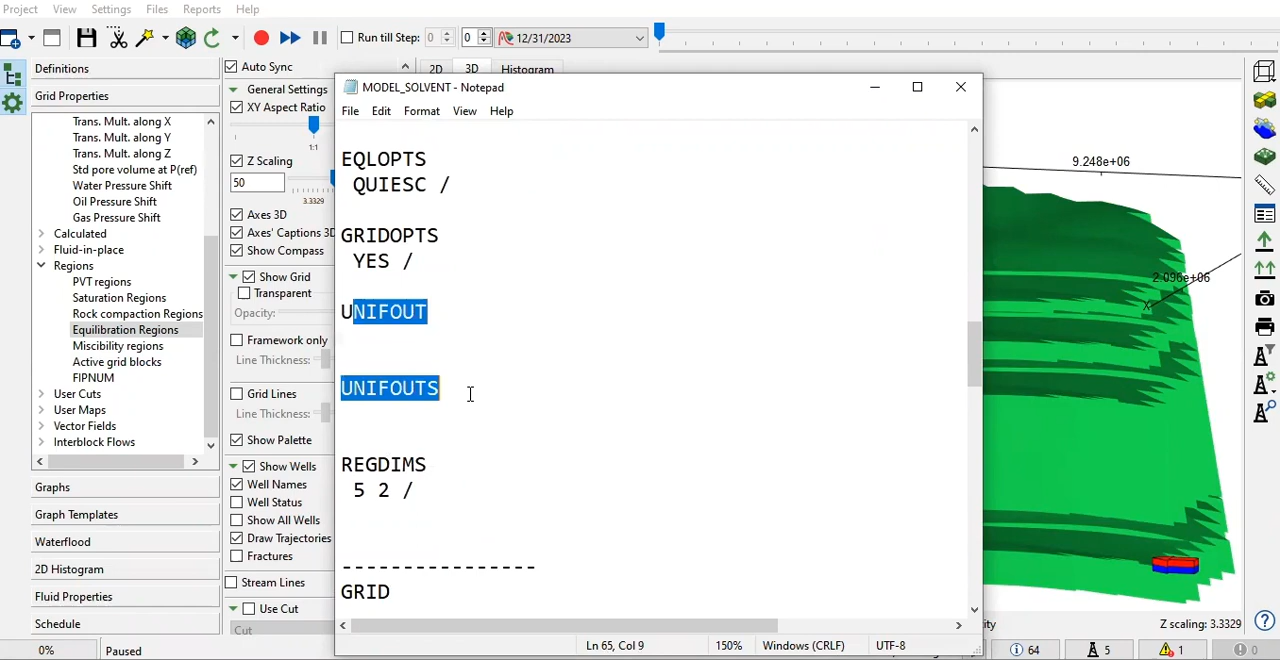 Project View Settings Files Reports Help
Run till Step: 0 0 12/31/2023
Definitions
Grid Properties
Trans. Mult. along X
Trans. Mult. along Y
Trans. Mult. along Z
Std pore volume at P(ref)
Water Pressure Shift
Oil Pressure Shift
Gas Pressure Shift
Calculated
Fluid-in-place
Regions
PVT regions
Saturation Regions
Rock compaction Regions
Equilibration Regions
Miscibility regions
Active grid blocks
FIPNUM
User Cuts
User Maps
Vector Fields
Interblock Flows
Graphs
Graph Templates
Waterflood
2D Histogram
Fluid Properties
Schedule
0% Paused
Auto Sync
General Settings
XY Aspect Ratio
1:1
Z Scaling
50
3.3329
Axes 3D
Axes' Captions 3D
Show Compass
Show Grid
Transparent
Opacity:
Framework only
Line Thickness:
Grid Lines
Line Thickness:
Show Palette
Show Wells
Well Names
Well Status
Show All Wells
Draw Trajectories
Fractures
Stream Lines
Use Cut
Cut
2D 3D Histogram
MODEL_SOLVENT - Notepad
File Edit Format View Help
EQLOPTS
QUIESC /
GRIDOPTS
YES /
UNIFOUT
UNIFOUTS
REGDIMS
5 2 /
----------------
GRID
Ln 65, Col 9 150% Windows (CRLF) UTF-8
9.248e+06
2.096e+06
X
Z scaling: 3.3329
64 5 1 0